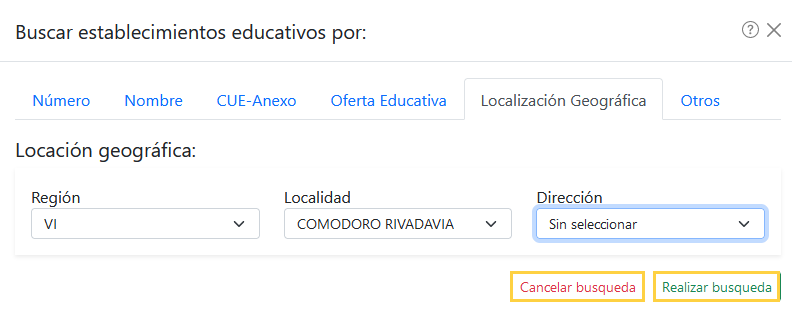 Buscar establecimientos educativos por:
Número Nombre CUE-Anexo Oferta Educativa Localización Geográfica Otros
Locación geográfica:
Región Localidad Dirección
VI COMODORO RIVADAVIA Sin seleccionar
Cancelar busqueda Realizar busqueda